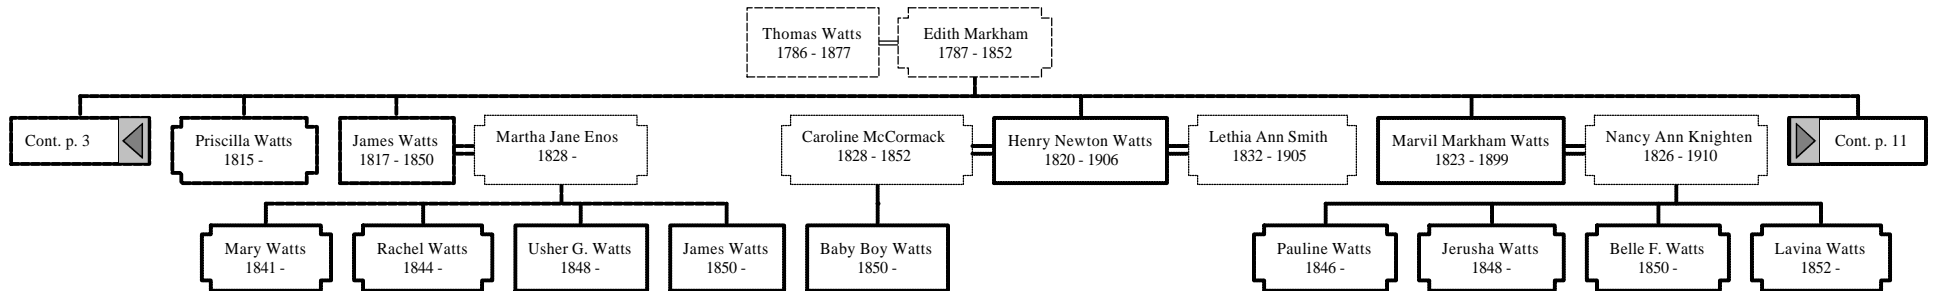 Thomas Watts
1786 - 1877
Edith Markham
1787 - 1852
Cont. p. 3
Priscilla Watts
1815 -
James Watts
1817 - 1850
Martha Jane Enos
1828 -
Caroline McCormack
1828 - 1852
Henry Newton Watts
1820 - 1906
Lethia Ann Smith
1832 - 1905
Marvil Markham Watts
1823 - 1899
Nancy Ann Knighten
1826 - 1910
Cont. p. 11
Mary Watts
1841 -
Rachel Watts
1844 -
Usher G. Watts
1848 -
James Watts
1850 -
Baby Boy Watts
1850 -
Pauline Watts
1846 -
Jerusha Watts
1848 -
Belle F. Watts
1850 -
Lavina Watts
1852 -